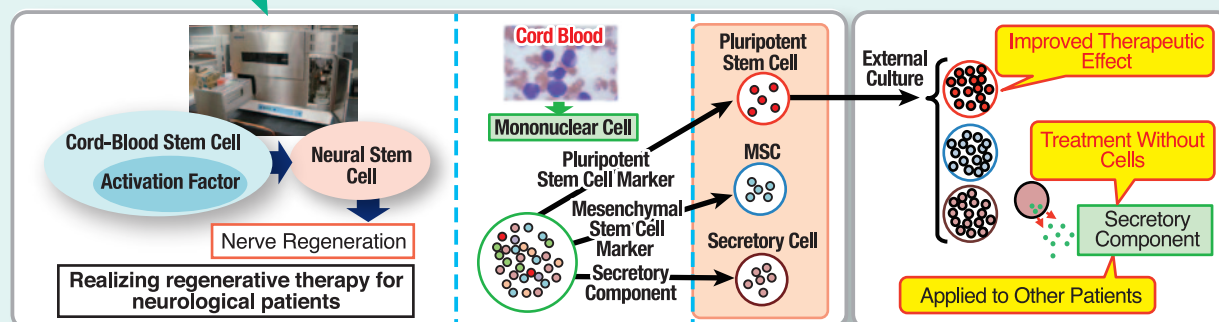 Cord-Blood Stem Cell
Activation Factor
Neural Stem
Cell
Nerve Regeneration
Realizing regenerative therapy for
neurological patients
Cord Blood
Mononuclear Cell
Pluripotent
Stem Cell Marker
Mesenchymal
Stem Cell
Marker
Secretory
Component
Pluripotent
Stem Cell
MSC
Secretory Cell
External
Culture
Improved Therapeutic
Effect
Treatment Without
Cells
Secretory
Component
Applied to Other Patients